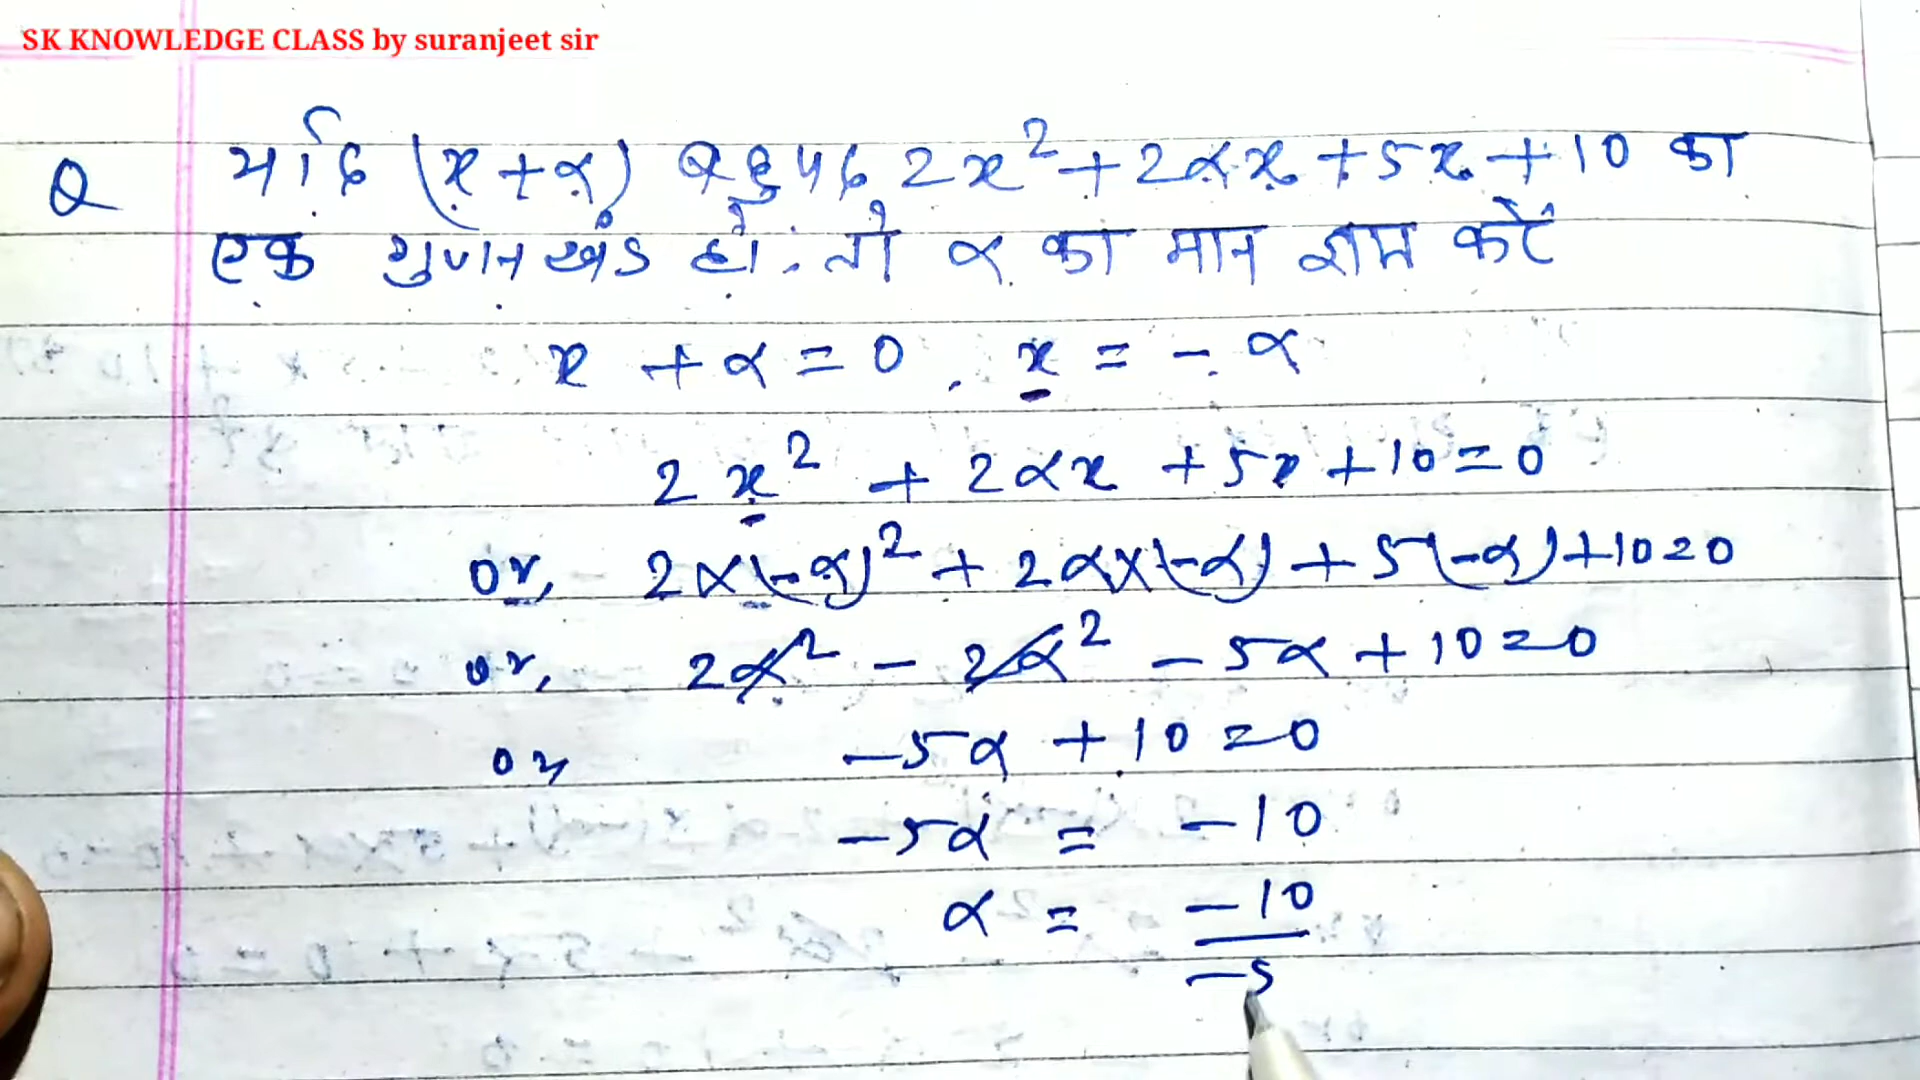 SK KNOWLEDGE CLASS by suranjeet sir
Q यदि (x+α) बहुपद 2x²+2αx+5x+10 का
एक गुणनखंड हो. तो α का मान ज्ञात करें
x + α = 0, x = - α
2x² + 2αx + 5x + 10 = 0
or, 2×(-α)² + 2α×(-α) + 5(-α) + 10 = 0
or, 2α² - 2α² - 5α + 10 = 0
or -5α + 10 = 0
-5α = -10
α = -10
-5